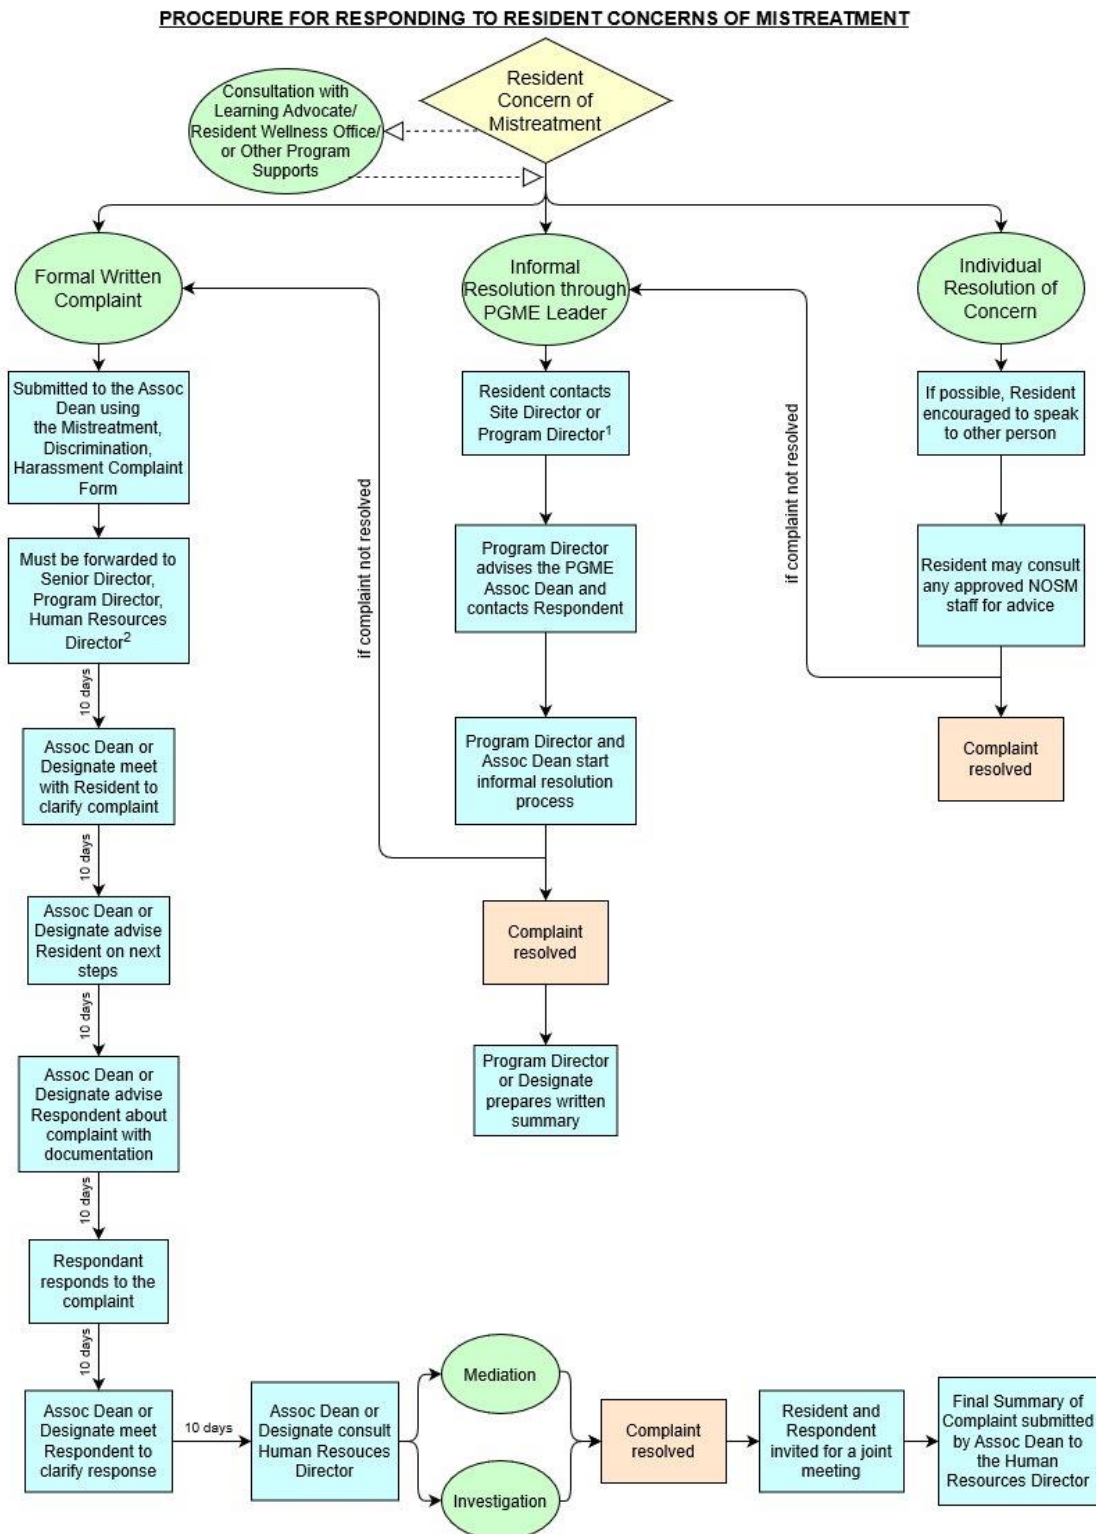 PROCEDURE FOR RESPONDING TO RESIDENT CONCERNS OF MISTREATMENT
Resident
Concern of
Mistreatment
Consultation with
Learning Advocate/
Resident Wellness Office/
or Other Program
Supports
Formal Written
Complaint
Informal
Resolution through
PGME Leader
Individual
Resolution of
Concern
Submitted to the Assoc
Dean using
the Mistreatment,
Discrimination,
Harassment Complaint
Form
Must be forwarded to
Senior Director,
Program Director,
Human Resources
Director²
10 days
Assoc Dean or
Designate meet
with Resident to
clarify complaint
10 days
Assoc Dean or
Designate advise
Resident on next
steps
10 days
Assoc Dean or
Designate advise
Respondent about
complaint with
documentation
10 days
Respondant
responds to the
complaint
10 days
Assoc Dean or
Designate meet
Respondent to
clarify response
10 days
Assoc Dean or
Designate consult
Human Resouces
Director
Mediation
Investigation
Complaint
resolved
Resident and
Respondent
invited for a joint
meeting
Final Summary of
Complaint submitted
by Assoc Dean to
the Human
Resources Director
if complaint not resolved
Resident contacts
Site Director or
Program Director¹
Program Director
advises the PGME
Assoc Dean and
contacts Respondent
Program Director and
Assoc Dean start
informal resolution
process
Complaint
resolved
Program Director
or Designate
prepares written
summary
if complaint not resolved
If possible, Resident
encouraged to speak
to other person
Resident may consult
any approved NOSM
staff for advice
Complaint
resolved